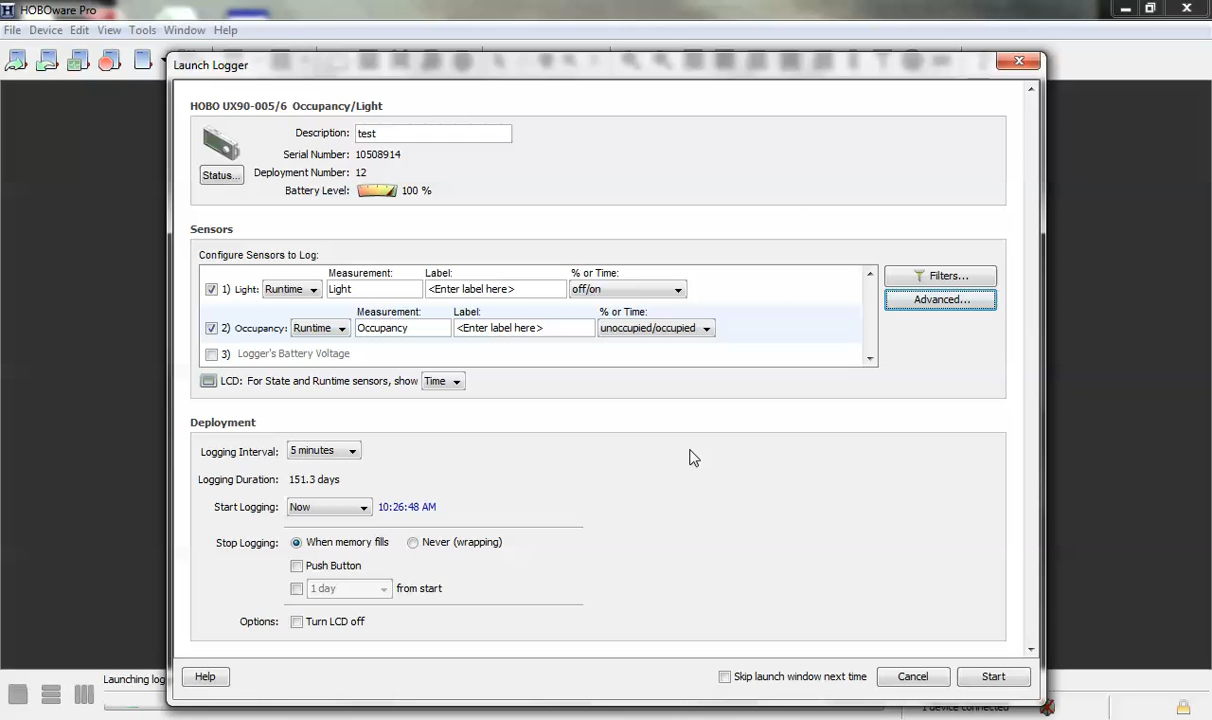 HOBOware Pro
File Device Edit View Tools Window Help
Launch Logger
HOBO UX90-005/6 Occupancy/Light
Description: test
Serial Number: 10508914
Status...
Deployment Number: 12
Battery Level: 100 %
Sensors
Configure Sensors to Log:
Measurement: Label: % or Time:
1) Light: Runtime Light <Enter label here> off/on
Filters...
Advanced...
Measurement: Label: % or Time:
2) Occupancy: Runtime Occupancy <Enter label here> unoccupied/occupied
3) Logger's Battery Voltage
LCD: For State and Runtime sensors, show Time
Deployment
Logging Interval: 5 minutes
Logging Duration: 151.3 days
Start Logging: Now 10:26:48 AM
Stop Logging: When memory fills Never (wrapping)
Push Button
1 day from start
Options: Turn LCD off
Help Skip launch window next time Cancel Start
Launching log
1 device connected